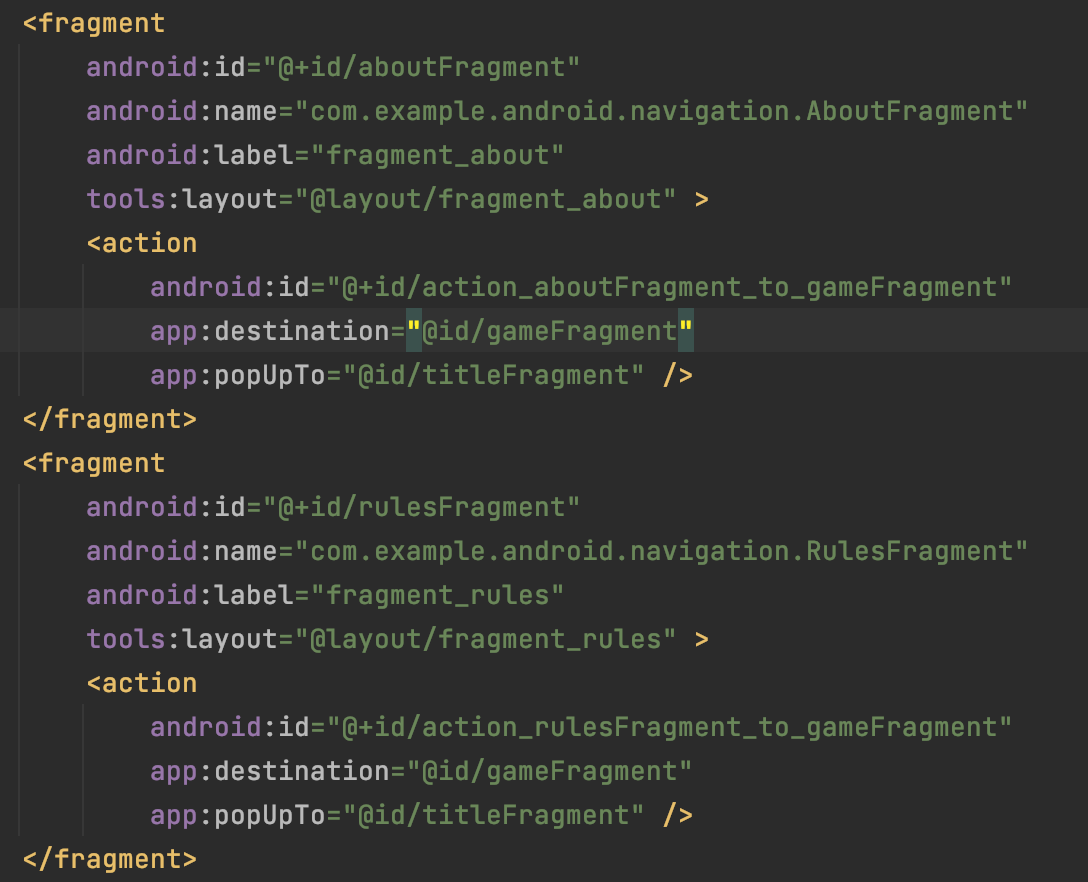 <fragment
    android:id="@+id/aboutFragment"
    android:name="com.example.android.navigation.AboutFragment"
    android:label="fragment_about"
    tools:layout="@layout/fragment_about" >
    <action
        android:id="@+id/action_aboutFragment_to_gameFragment"
        app:destination="@id/gameFragment"
        app:popUpTo="@id/titleFragment" />
</fragment>
<fragment
    android:id="@+id/rulesFragment"
    android:name="com.example.android.navigation.RulesFragment"
    android:label="fragment_rules"
    tools:layout="@layout/fragment_rules" >
    <action
        android:id="@+id/action_rulesFragment_to_gameFragment"
        app:destination="@id/gameFragment"
        app:popUpTo="@id/titleFragment" />
</fragment>